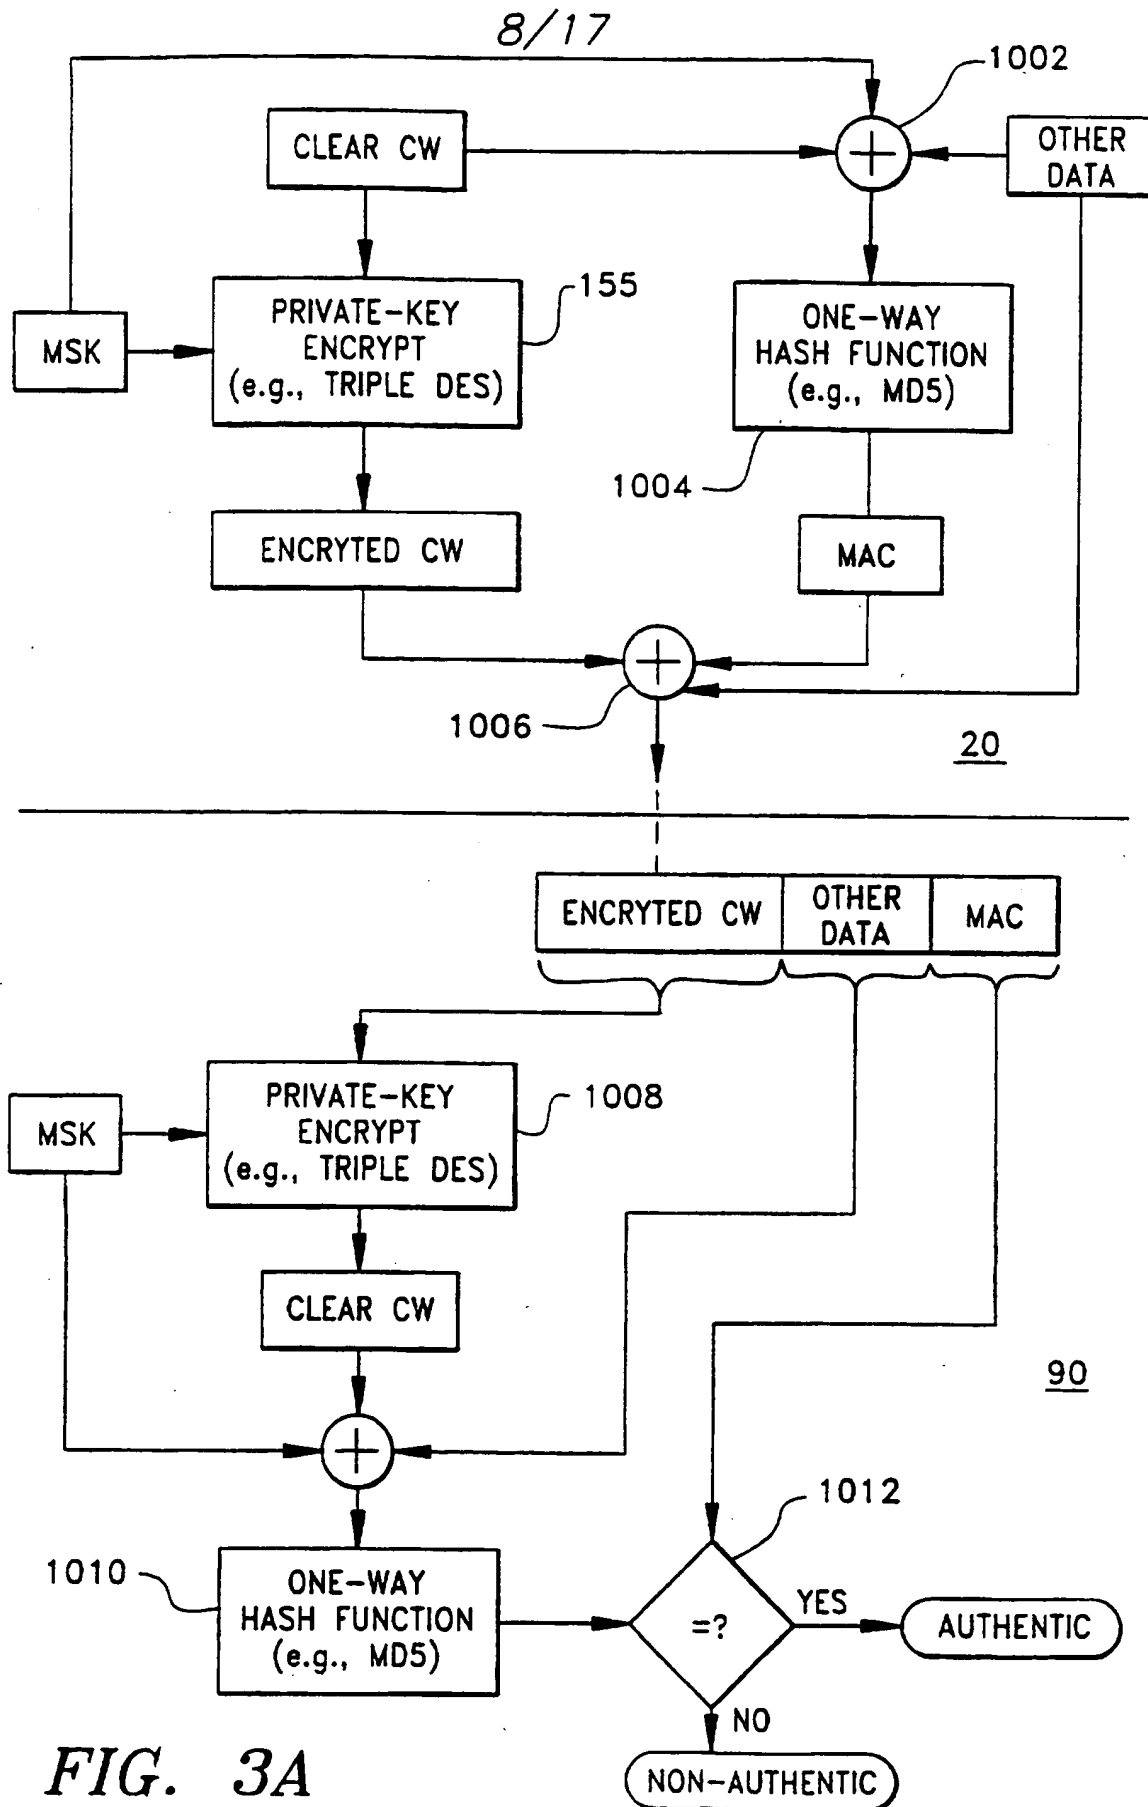 8/17
1002
CLEAR CW
OTHER
DATA
155
PRIVATE-KEY
ENCRYPT
(e.g., TRIPLE DES)
MSK
ONE-WAY
HASH FUNCTION
(e.g., MD5)
1004
ENCRYTED CW
MAC
1006
20
ENCRYTED CW
OTHER
DATA
MAC
PRIVATE-KEY
ENCRYPT
(e.g., TRIPLE DES)
1008
MSK
CLEAR CW
90
1012
1010
ONE-WAY
HASH FUNCTION
(e.g., MD5)
=?
YES
AUTHENTIC
NO
NON-AUTHENTIC
FIG. 3A